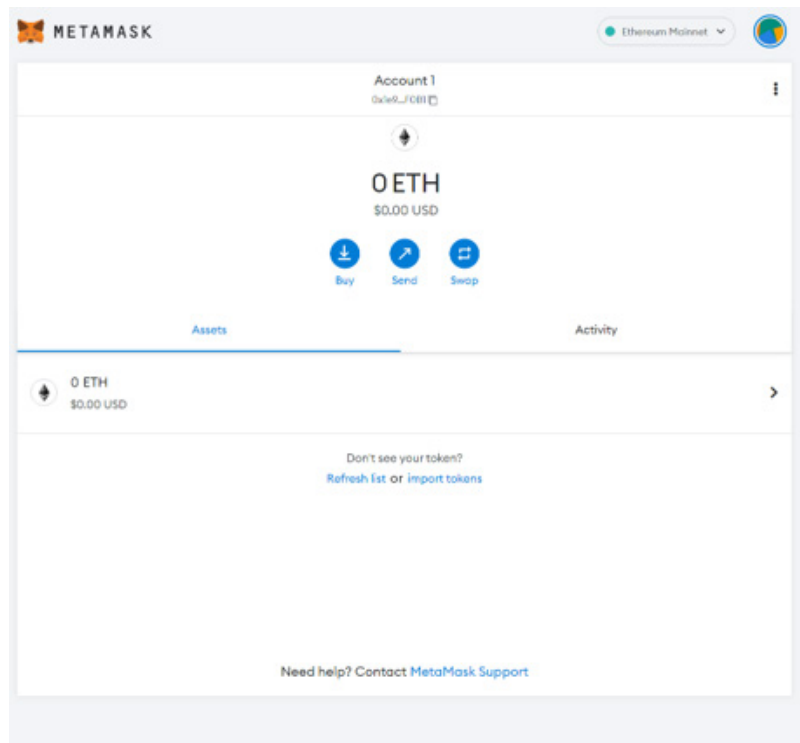 METAMASK
Ethereum Mainnet
Account 1
0 ETH
$0.00 USD
Buy Send Swap
Assets Activity
0 ETH
$0.00 USD
Don't see your token?
Refresh list or import tokens
Need help? Contact MetaMask Support